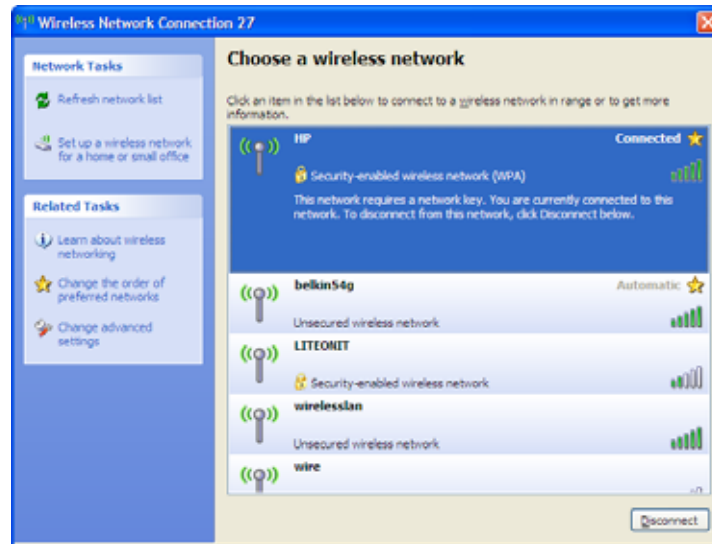 Wireless Network Connection 27
Network Tasks
Refresh network list
Set up a wireless network
for a home or small office
Related Tasks
Learn about wireless
networking
Change the order of
preferred networks
Change advanced
settings
Choose a wireless network
Click an item in the list below to connect to a wireless network in range or to get more
information.
HP Connected
Security-enabled wireless network (WPA)
This network requires a network key. You are currently connected to this
network. To disconnect from this network, click Disconnect below.
belkin54g Automatic
Unsecured wireless network
LITEONIT
Security-enabled wireless network
wirelesslan
Unsecured wireless network
wire
Disconnect